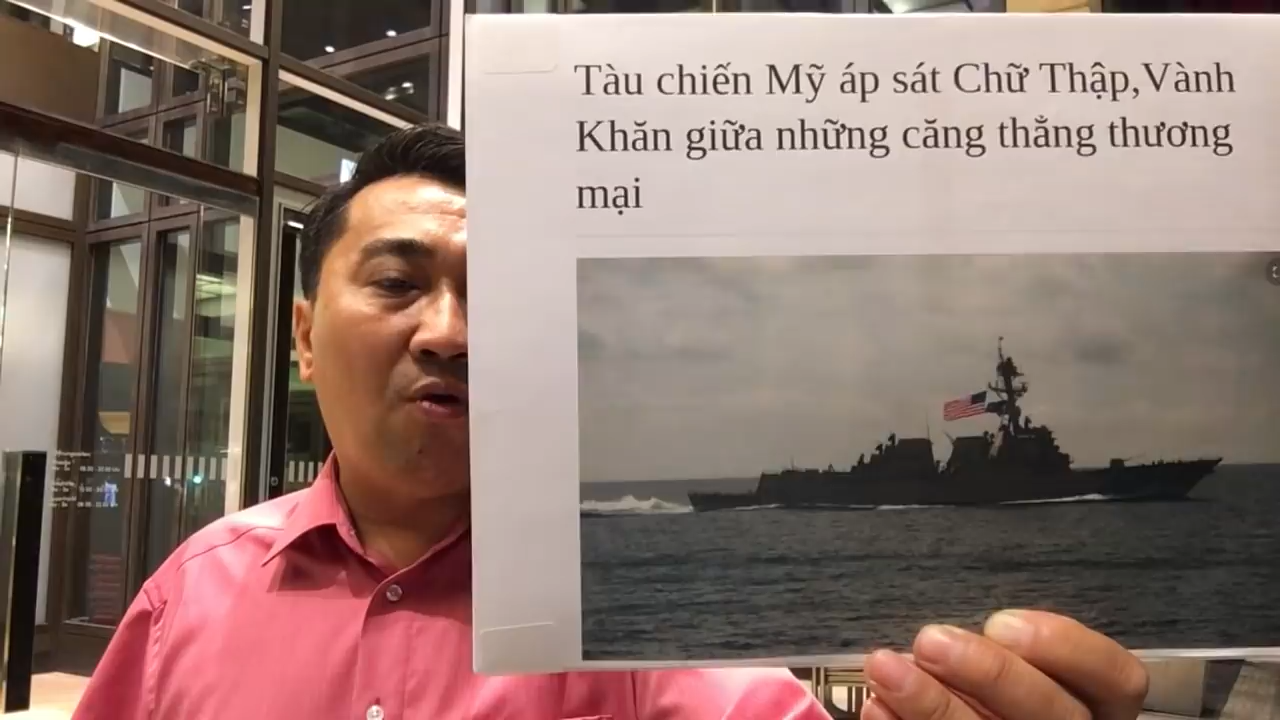 Tàu chiến Mỹ áp sát Chữ Thập,Vành
Khăn giữa những căng thẳng thương
mại